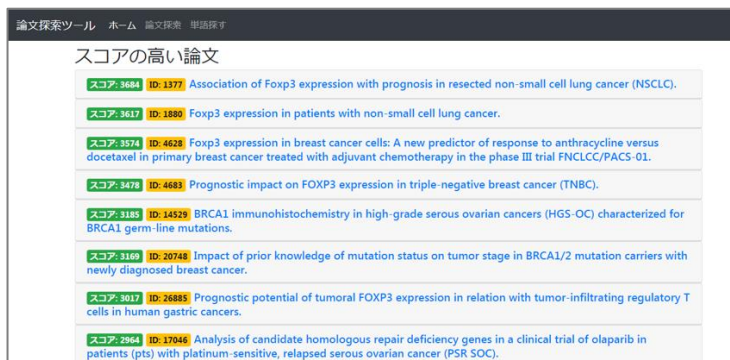 論文探索ツール ホーム 論文探索 単語探す
スコアの高い論文
スコア: 3684 ID: 1377 Association of Foxp3 expression with prognosis in resected non-small cell lung cancer (NSCLC).
スコア: 3617 ID: 1880 Foxp3 expression in patients with non-small cell lung cancer.
スコア: 3574 ID: 4628 Foxp3 expression in breast cancer cells: A new predictor of response to anthracycline versus
docetaxel in primary breast cancer treated with adjuvant chemotherapy in the phase III trial FNCLCC/PACS-01.
スコア: 3478 ID: 4683 Prognostic impact on FOXP3 expression in triple-negative breast cancer (TNBC).
スコア: 3185 ID: 14529 BRCA1 immunohistochemistry in high-grade serous ovarian cancers (HGS-OC) characterized for
BRCA1 germ-line mutations.
スコア: 3169 ID: 20748 Impact of prior knowledge of mutation status on tumor stage in BRCA1/2 mutation carriers with
newly diagnosed breast cancer.
スコア: 3017 ID: 26885 Prognostic potential of tumoral FOXP3 expression in relation with tumor-infiltrating regulatory T
cells in human gastric cancers.
スコア: 2964 ID: 17046 Analysis of candidate homologous repair deficiency genes in a clinical trial of olaparib in
patients (pts) with platinum-sensitive, relapsed serous ovarian cancer (PSR SOC).